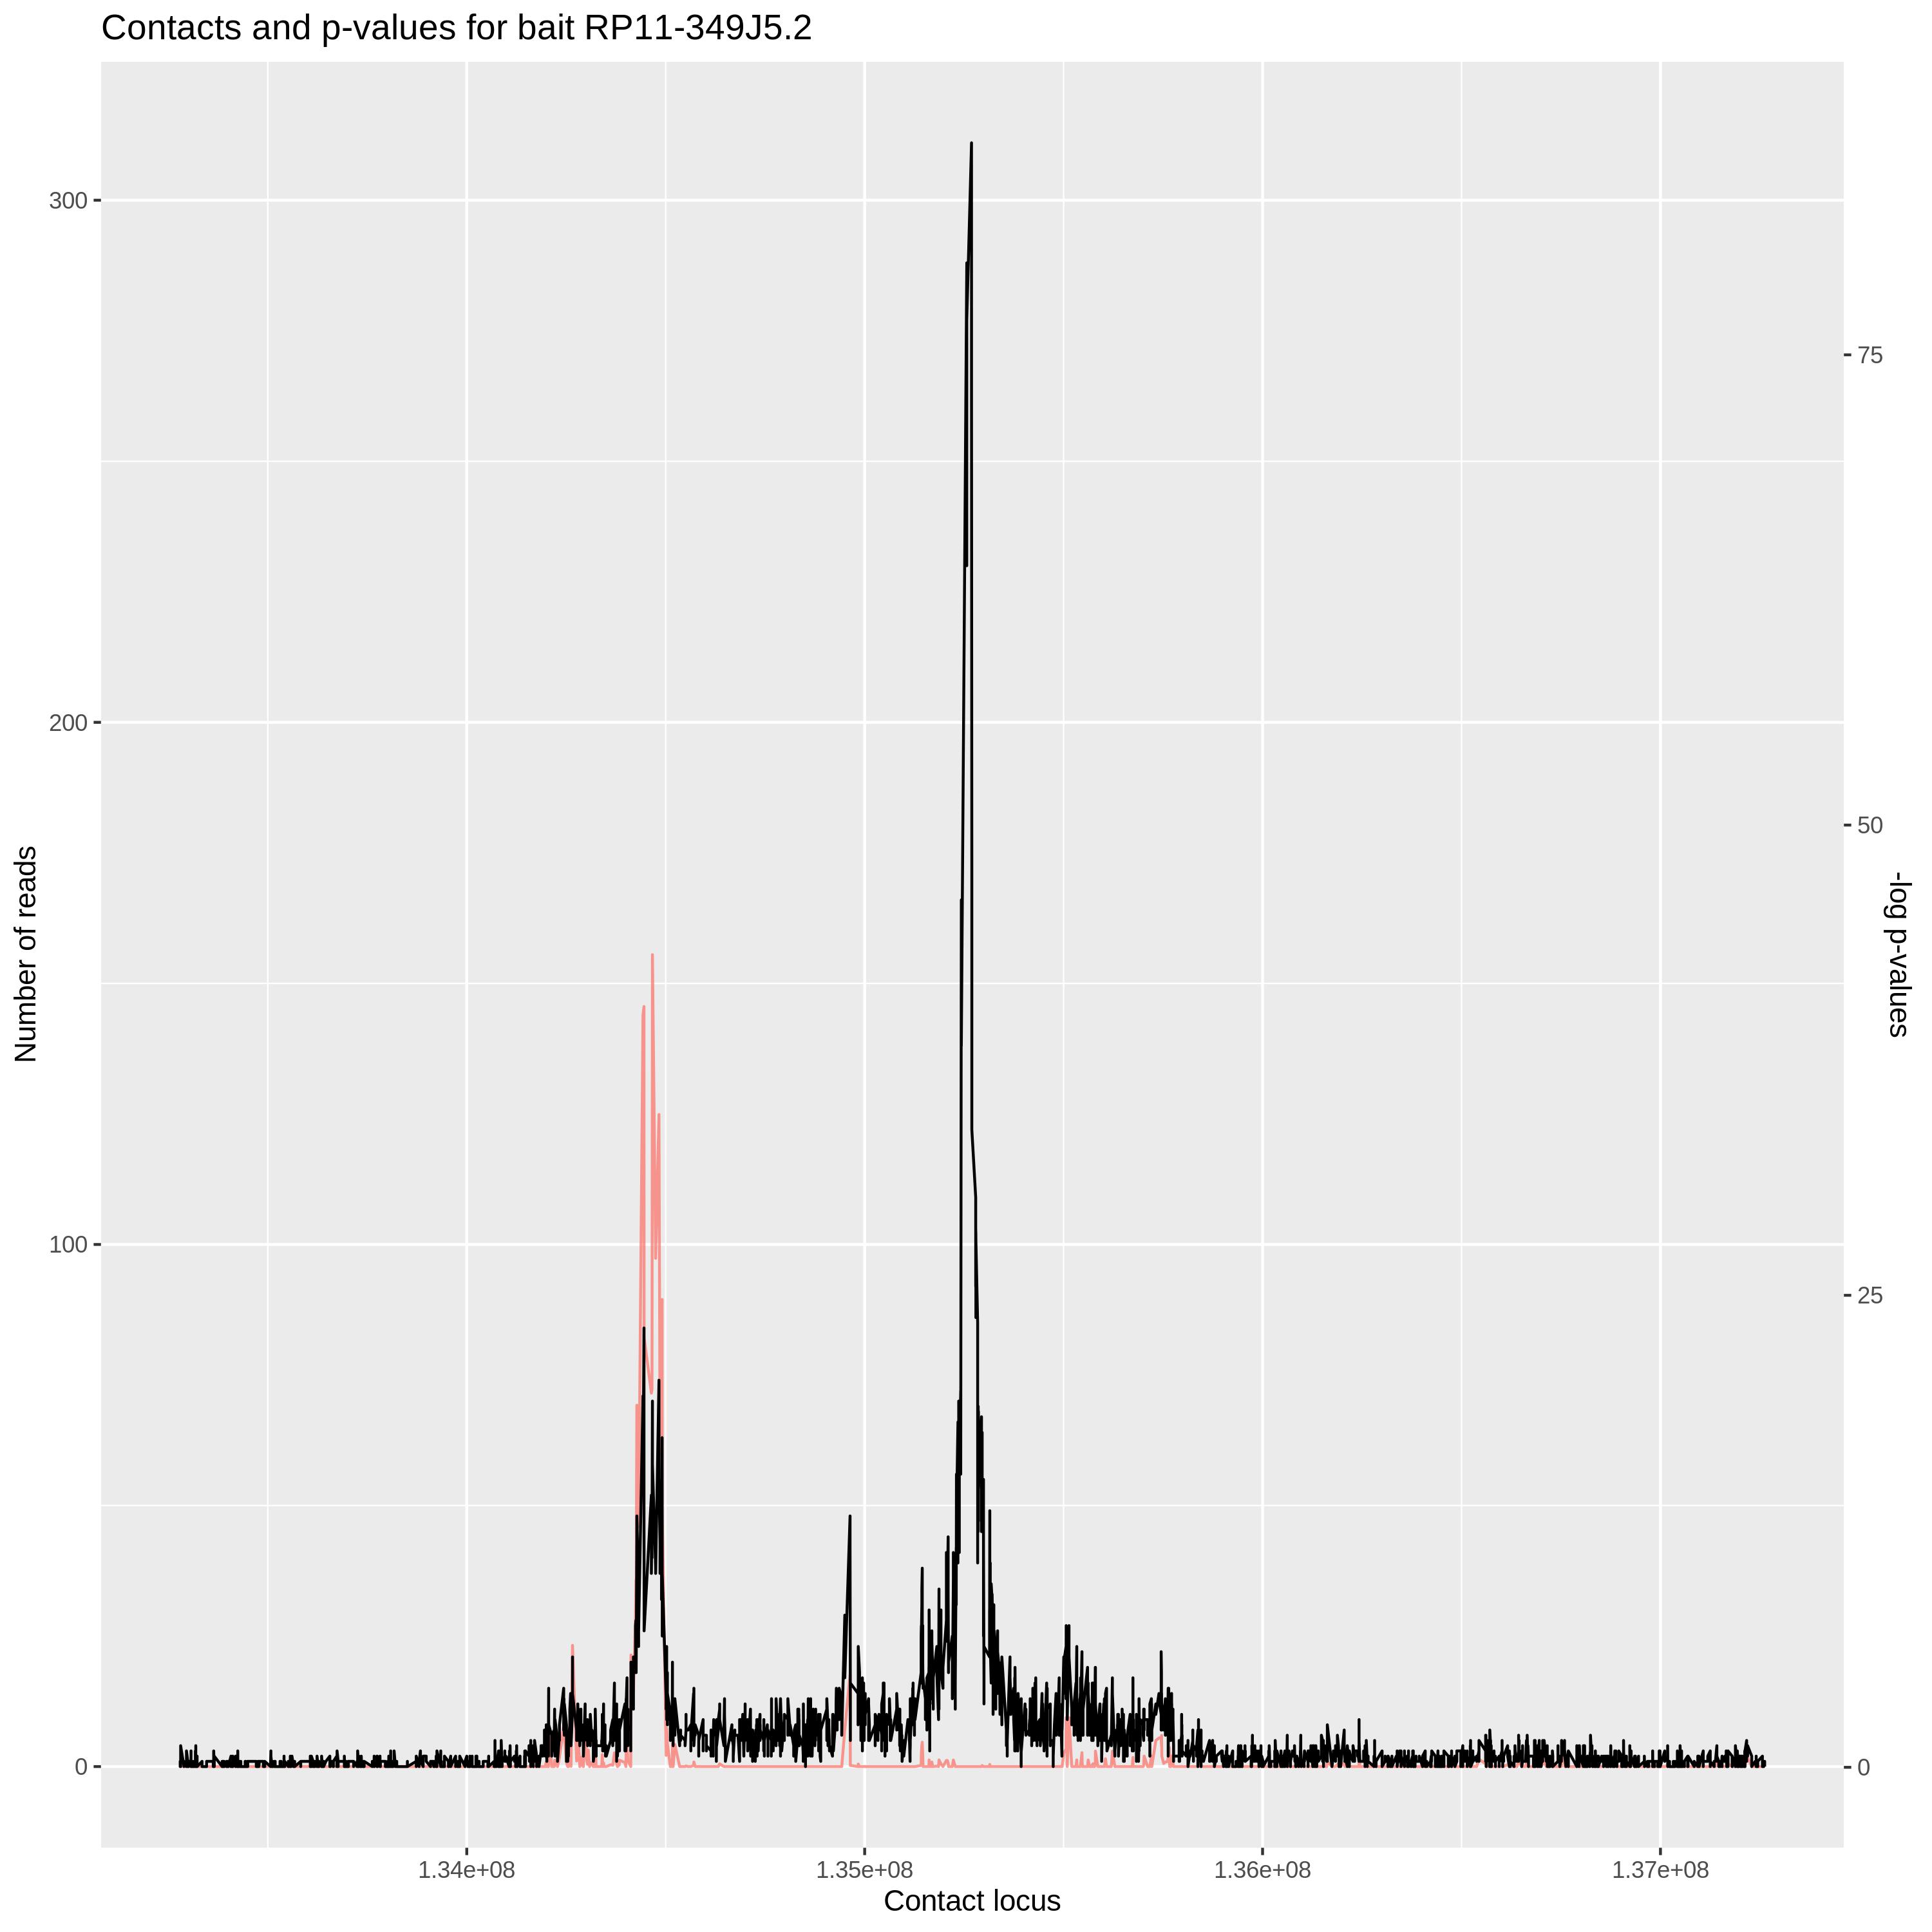 Contacts and p-values for bait RP11-349J5.2
300
200
100
0
Number of reads
75
50
25
0
-log p-values
1.34e+08 1.35e+08 1.36e+08 1.37e+08
Contact locus